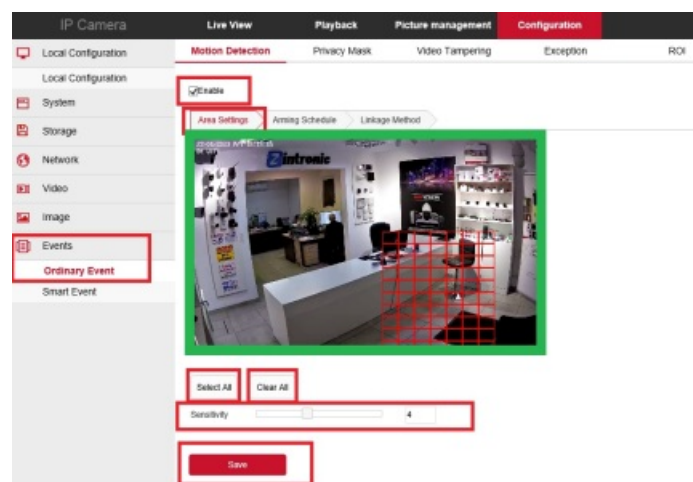 IP Camera
Live View
Playback
Picture management
Configuration
Local Configuration
Motion Detection
Privacy Mask
Video Tampering
Exception
ROI
Local Configuration
Enable
System
Area Settings
Arming Schedule
Linkage Method
Storage
Zintronic
Network
Video
Image
Events
Ordinary Event
Smart Event
Select All
Clear All
Sensitivity
4
Save